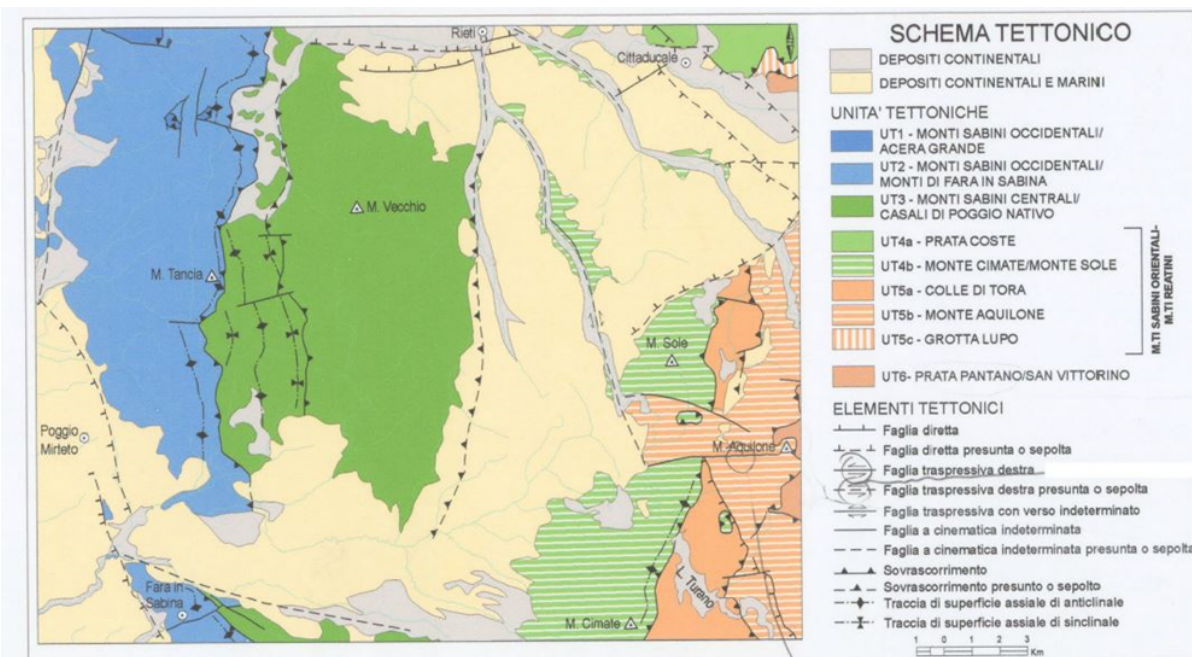 Rieti
Cittaducale
M. Vecchio
M. Tancia
M. Sole
Poggio
Mirteto
M. Aquilone
Fara in
Sabina
L. Turano
M. Cimate
SCHEMA TETTONICO
DEPOSITI CONTINENTALI
DEPOSITI CONTINENTALI E MARINI
UNITA' TETTONICHE
UT1 - MONTI SABINI OCCIDENTALI/
ACERA GRANDE
UT2 - MONTI SABINI OCCIDENTALI/
MONTI DI FARA IN SABINA
UT3 - MONTI SABINI CENTRALI/
CASALI DI POGGIO NATIVO
UT4a - PRATA COSTE
UT4b - MONTE CIMATE/MONTE SOLE
UT5a - COLLE DI TORA
UT5b - MONTE AQUILONE
UT5c - GROTTA LUPO
M.TI SABINI ORIENTALI-
M.TI REATINI
UT6- PRATA PANTANO/SAN VITTORINO
ELEMENTI TETTONICI
Faglia diretta
Faglia diretta presunta o sepolta
Faglia traspressiva destra
Faglia traspressiva destra presunta o sepolta
Faglia traspressiva con verso indeterminato
Faglia a cinematica indeterminata
Faglia a cinematica indeterminata presunta o sepolta
Sovrascorrimento
Sovrascorrimento presunto o sepolto
Traccia di superficie assiale di anticlinale
Traccia di superficie assiale di sinclinale
1 0 1 2 3
Km